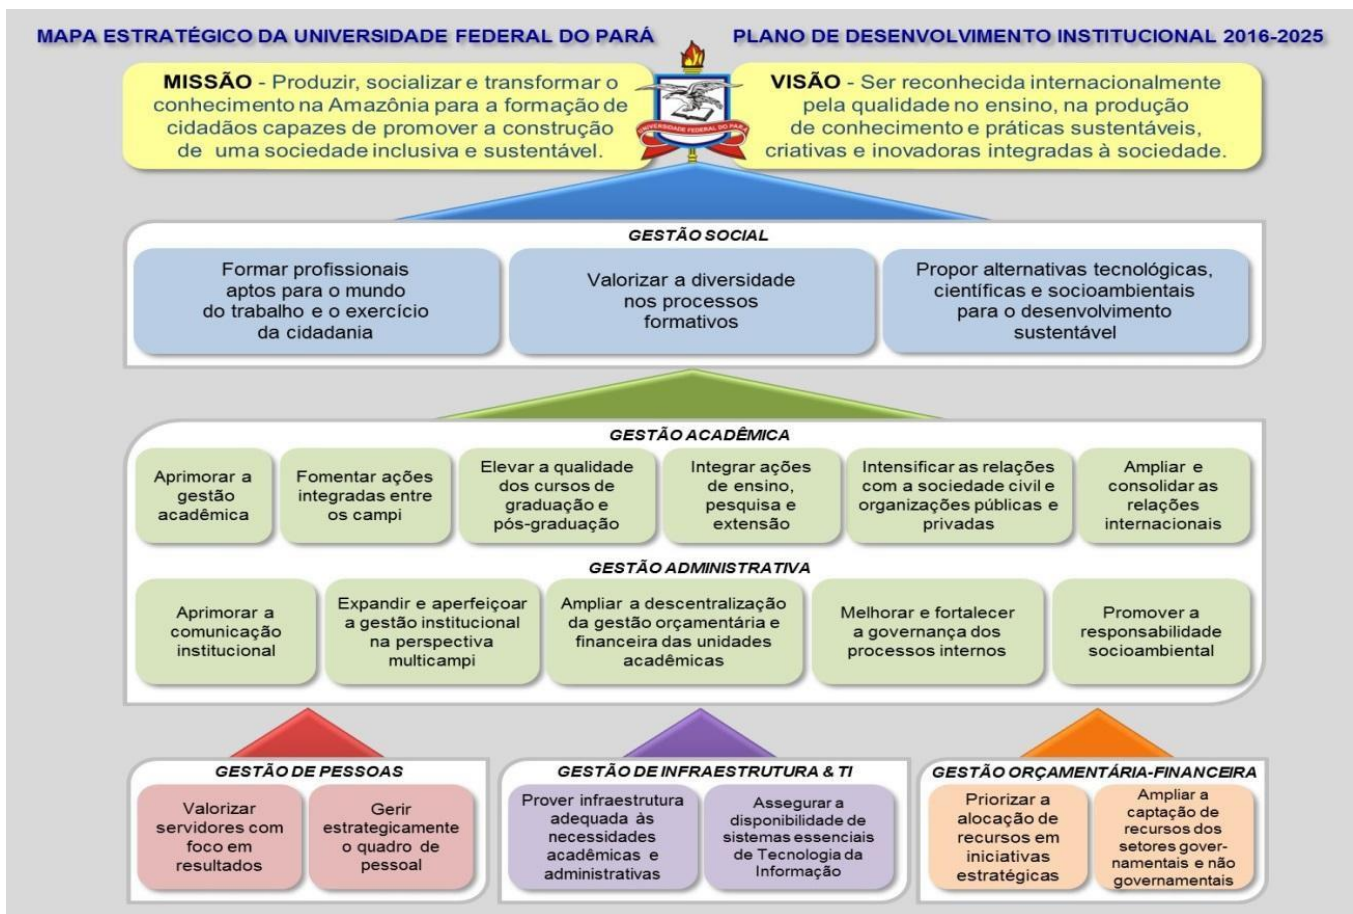 MAPA ESTRATÉGICO DA UNIVERSIDADE FEDERAL DO PARÁ
PLANO DE DESENVOLVIMENTO INSTITUCIONAL 2016-2025
MISSÃO - Produzir, socializar e transformar o
conhecimento na Amazônia para a formação de
cidadãos capazes de promover a construção
de uma sociedade inclusiva e sustentável.
UNIVERSIDADE FEDERAL DO PARÁ
VISÃO - Ser reconhecida internacionalmente
pela qualidade no ensino, na produção
de conhecimento e práticas sustentáveis,
criativas e inovadoras integradas à sociedade.
GESTÃO SOCIAL
Formar profissionais
aptos para o mundo
do trabalho e o exercício
da cidadania
Valorizar a diversidade
nos processos
formativos
Propor alternativas tecnológicas,
científicas e socioambientais
para o desenvolvimento
sustentável
GESTÃO ACADÊMICA
Aprimorar a
gestão
acadêmica
Fomentar ações
integradas entre
os campi
Elevar a qualidade
dos cursos de
graduação e
pós-graduação
Integrar ações
de ensino,
pesquisa e
extensão
Intensificar as relações
com a sociedade civil e
organizações públicas e
privadas
Ampliar e
consolidar as
relações
internacionais
GESTÃO ADMINISTRATIVA
Aprimorar a
comunicação
institucional
Expandir e aperfeiçoar
a gestão institucional
na perspectiva
multicampi
Ampliar a descentralização
da gestão orçamentária e
financeira das unidades
acadêmicas
Melhorar e fortalecer
a governança dos
processos internos
Promover a
responsabilidade
socioambiental
GESTÃO DE PESSOAS
Valorizar
servidores com
foco em
resultados
Gerir
estrategicamente
o quadro de
pessoal
GESTÃO DE INFRAESTRUTURA & TI
Prover infraestrutura
adequada às
necessidades
acadêmicas e
administrativas
Assegurar a
disponibilidade de
sistemas essenciais
de Tecnologia da
Informação
GESTÃO ORÇAMENTÁRIA-FINANCEIRA
Priorizar a
alocação de
recursos em
iniciativas
estratégicas
Ampliar a
captação de
recursos dos
setores gover-
namentais e não
governamentais